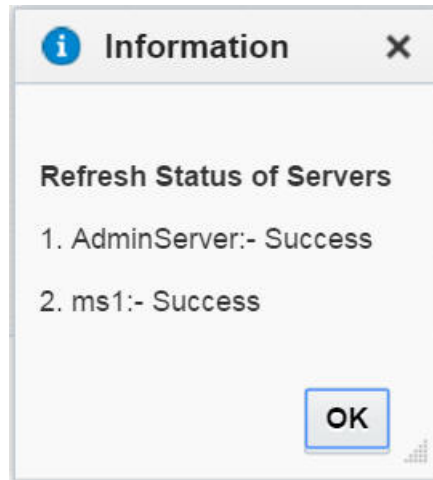 Information
Refresh Status of Servers
1. AdminServer:- Success
2. ms1:- Success
OK